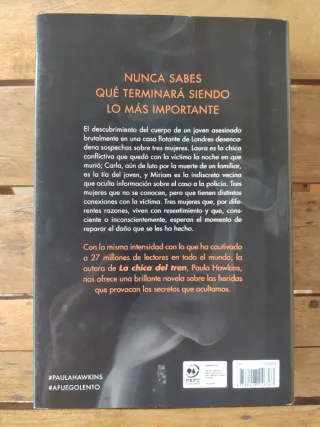 NUNCA SABES
QUÉ TERMINARÁ SIENDO
LO MÁS IMPORTANTE
El descubrimiento del cuerpo de un joven asesinado
brutalmente en una casa flotante de Londres desenca-
dena sospechas sobre tres mujeres. Laura es la chica
conflictiva que quedó con la víctima la noche en que
murió; Carla, aún de luto por la muerte de un familiar,
es la tía del joven, y Miriam es la indiscreta vecina
que oculta información sobre el caso a la policía. Tres
mujeres que no se conocen, pero que tienen distintas
conexiones con la víctima. Tres mujeres que, por di-
ferentes razones, viven con resentimiento y que, cons-
ciente o inconscientemente, esperan el momento de
reparar el daño que se les ha hecho.
Con la misma intensidad con la que ha cautivado
a 27 millones de lectores en todo el mundo, la
autora de La chica del tren, Paula Hawkins,
nos ofrece una brillante novela sobre las heridas
que provocan los secretos que ocultamos.
#PAULAHAWKINS
#AFUEGOLENTO
PEFC